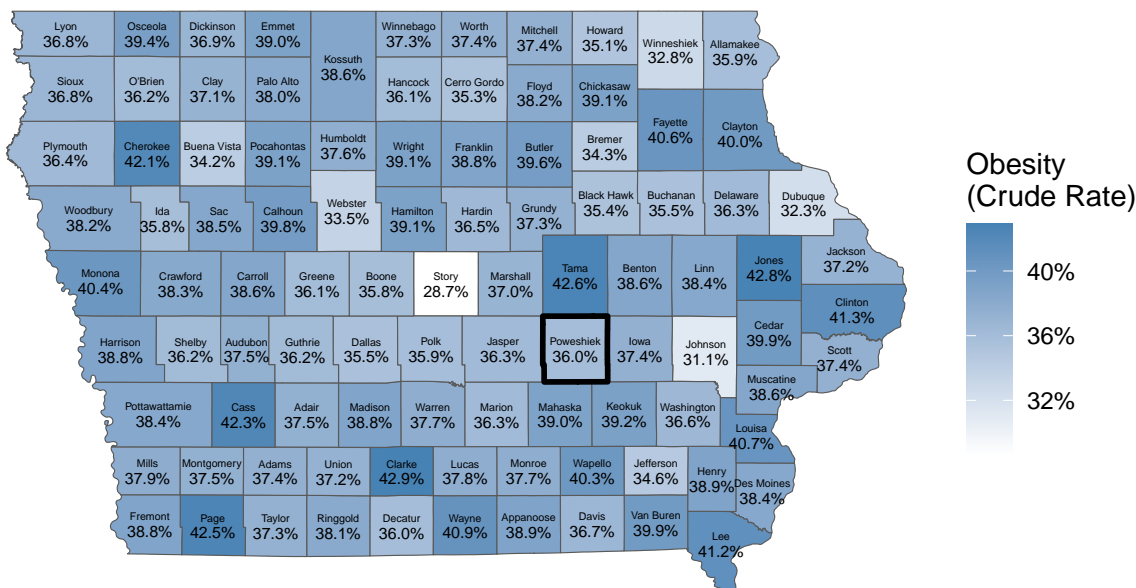 Lyon
36.8%
Osceola
39.4%
Dickinson
36.9%
Emmet
39.0%
Kossuth
38.6%
Winnebago
37.3%
Worth
37.4%
Mitchell
37.4%
Howard
35.1%
Winneshiek
32.8%
Allamakee
35.9%
Sioux
36.8%
O'Brien
36.2%
Clay
37.1%
Palo Alto
38.0%
Hancock
36.1%
Cerro Gordo
35.3%
Floyd
38.2%
Chickasaw
39.1%
Fayette
40.6%
Clayton
40.0%
Plymouth
36.4%
Cherokee
42.1%
Buena Vista
34.2%
Pocahontas
39.1%
Humboldt
37.6%
Wright
39.1%
Franklin
38.8%
Butler
39.6%
Bremer
34.3%
Woodbury
38.2%
Ida
35.8%
Sac
38.5%
Calhoun
39.8%
Webster
33.5%
Hamilton
39.1%
Hardin
36.5%
Grundy
37.3%
Black Hawk
35.4%
Buchanan
35.5%
Delaware
36.3%
Dubuque
32.3%
Monona
40.4%
Crawford
38.3%
Carroll
38.6%
Greene
36.1%
Boone
35.8%
Story
28.7%
Marshall
37.0%
Tama
42.6%
Benton
38.6%
Linn
38.4%
Jones
42.8%
Jackson
37.2%
Clinton
41.3%
Harrison
38.8%
Shelby
36.2%
Audubon
37.5%
Guthrie
36.2%
Dallas
35.5%
Polk
35.9%
Jasper
36.3%
Poweshiek
36.0%
Iowa
37.4%
Johnson
31.1%
Cedar
39.9%
Scott
37.4%
Muscatine
38.6%
Pottawattamie
38.4%
Cass
42.3%
Adair
37.5%
Madison
38.8%
Warren
37.7%
Marion
36.3%
Mahaska
39.0%
Keokuk
39.2%
Washington
36.6%
Louisa
40.7%
Mills
37.9%
Montgomery
37.5%
Adams
37.4%
Union
37.2%
Clarke
42.9%
Lucas
37.8%
Monroe
37.7%
Wapello
40.3%
Jefferson
34.6%
Henry
38.9%
Des Moines
38.4%
Fremont
38.8%
Page
42.5%
Taylor
37.3%
Ringgold
38.1%
Decatur
36.0%
Wayne
40.9%
Appanoose
38.9%
Davis
36.7%
Van Buren
39.9%
Lee
41.2%
Obesity
(Crude Rate)
40%
36%
32%